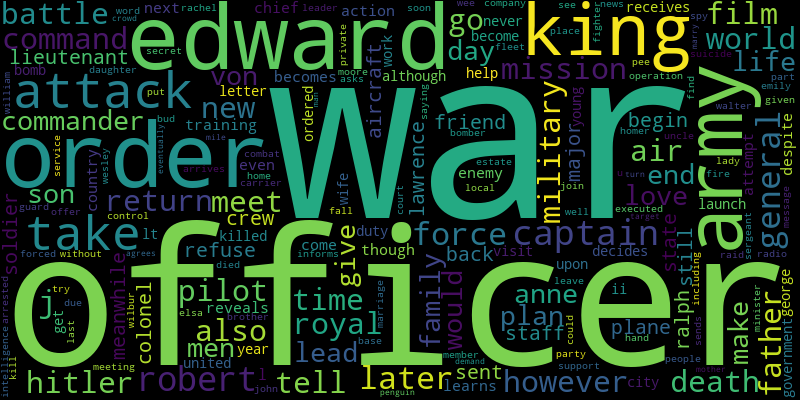 battle word crowd next rachel chief leader news company see fighter spy
edward king film
command secret private action soon go never become place marry world
lieutenant daughter moore asks although day fleet suicide
william bomb von becomes work help mission pee operation life
attack letter aircraft receives part emily
commander put bud new training ordered man friend begin homer young find walter given
order war military army
country service eventually mile wesley combat even home carrier lawrence saying bomber major air uncle attempt lady despite
son arrives return meet wife estate enemy local join end love fire general
soldier guard offer crew fall court well executed u turn target launch message
take control lt killed duty force captain state still sergeant raid radio
forced without agrees refuse died informs come though back visit decides
officer
meanwhile colonel pilot elsa reveals give family would upon leave ii including
intelligence arrested j try get due last wilbur brother time marriage anne could plan plane ralph sends make minister george father government
also royal base staff hand
kill men year united lead member demand party support people mother
meeting hitler robert l john tell penguin later learns sent however city death